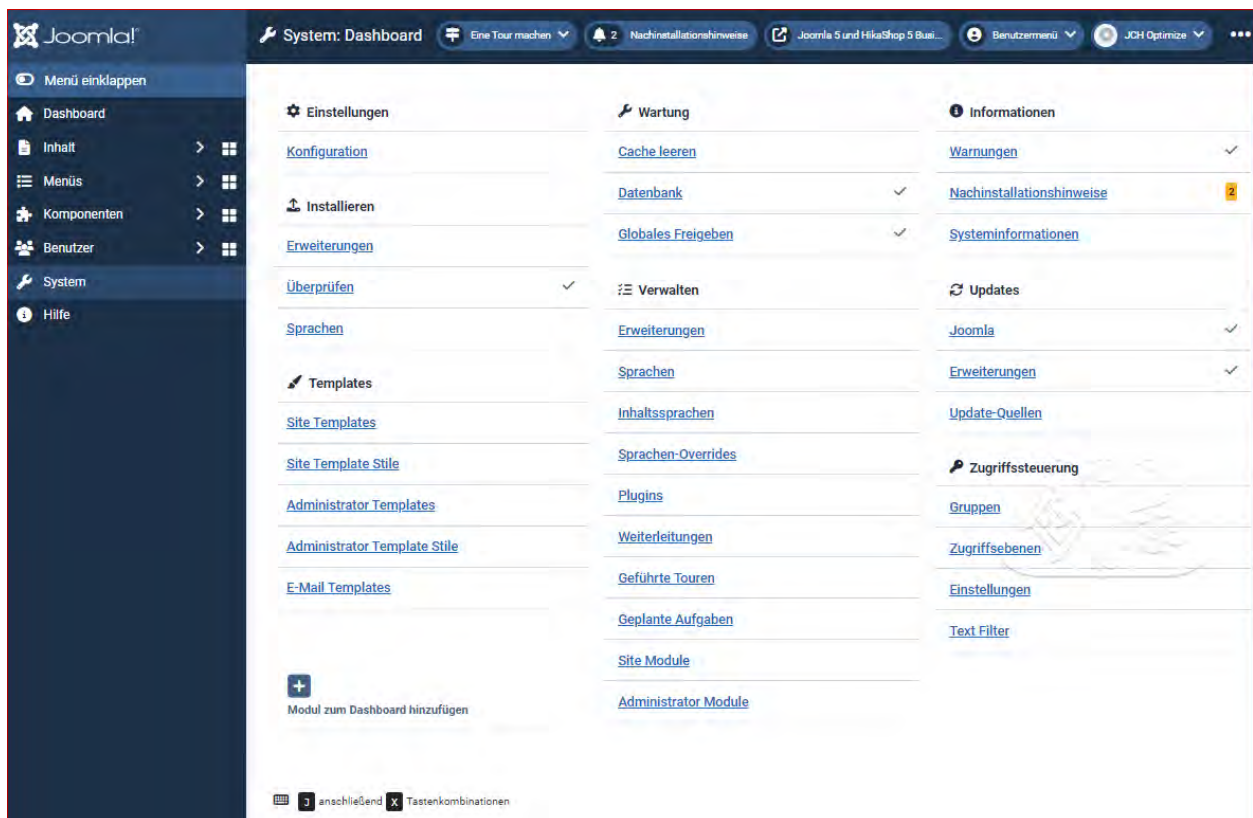 Joomla!
System: Dashboard
Eine Tour machen
2 Nachinstallationshinweise
Joomla 5 und HikaShop 5 Busi...
Benutzermenü
JCH Optimize
Menü einklappen
Dashboard
Inhalt
Menüs
Komponenten
Benutzer
System
Hilfe
Einstellungen
Konfiguration
Installieren
Erweiterungen
Überprüfen
Sprachen
Templates
Site Templates
Site Template Stile
Administrator Templates
Administrator Template Stile
E-Mail Templates
Modul zum Dashboard hinzufügen
Wartung
Cache leeren
Datenbank
Globales Freigeben
Verwalten
Erweiterungen
Sprachen
Inhaltssprachen
Sprachen-Overrides
Plugins
Weiterleitungen
Geführte Touren
Geplante Aufgaben
Site Module
Administrator Module
Informationen
Warnungen
Nachinstallationshinweise 2
Systeminformationen
Updates
Joomla
Erweiterungen
Update-Quellen
Zugriffssteuerung
Gruppen
Zugriffsebenen
Einstellungen
Text Filter
J anschließend X Tastenkombinationen